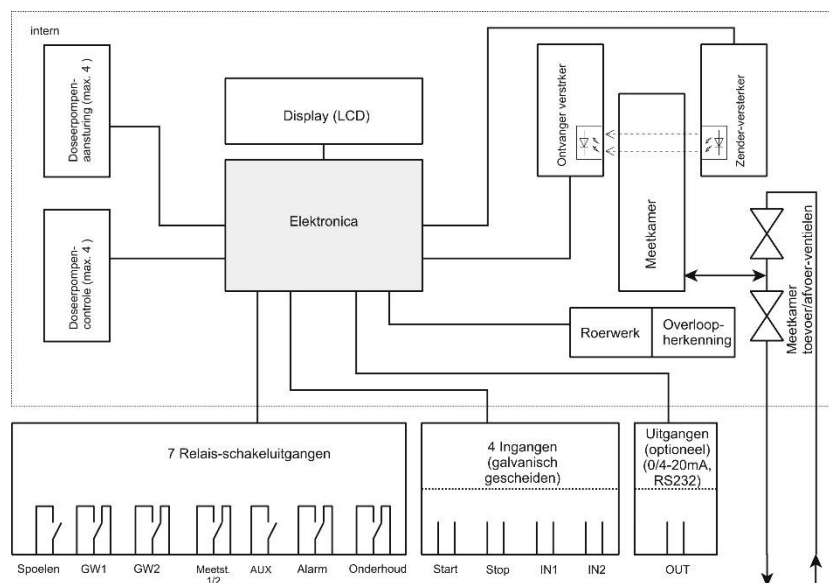 intern
Doseerpompen-
aansturing (max. 4 )
Display (LCD)
Ontvanger verstrker
Zender-versterker
Elektronica
Meetkamer
Doseerpompen-
controle (max. 4 )
Meetkamer
toevoer/afvoer-ventielen
Roerwerk
Overloop-
herkenning
7 Relais-schakeluitgangen
4 Ingangen
(galvanisch
gescheiden)
Uitgangen
(optioneel)
(0/4-20mA,
RS232)
Spoelen
GW1
GW2
Meetst.
1/2
AUX
Alarm
Onderhoud
Start
Stop
IN1
IN2
OUT